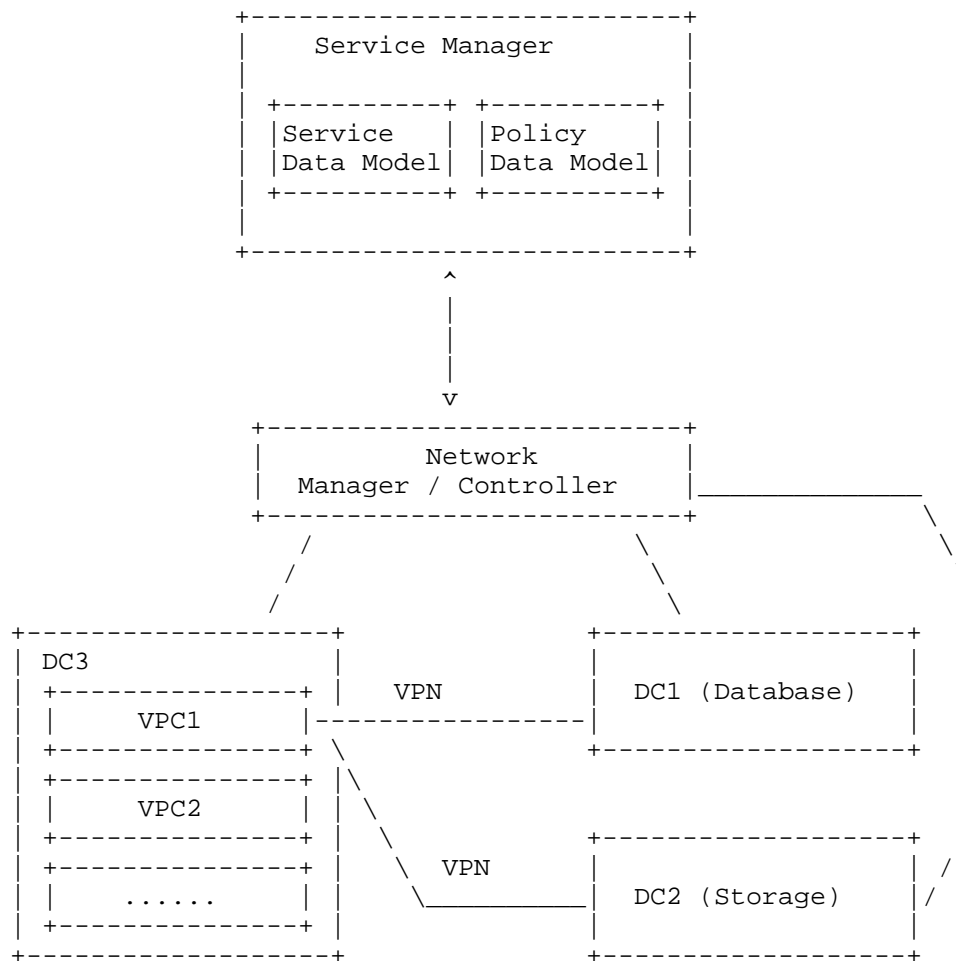 Service Manager
Service Policy
Data Model Data Model
Network
Manager / Controller
DC3
VPN DC1 (Database)
VPC1
VPC2
VPN
...... DC2 (Storage)